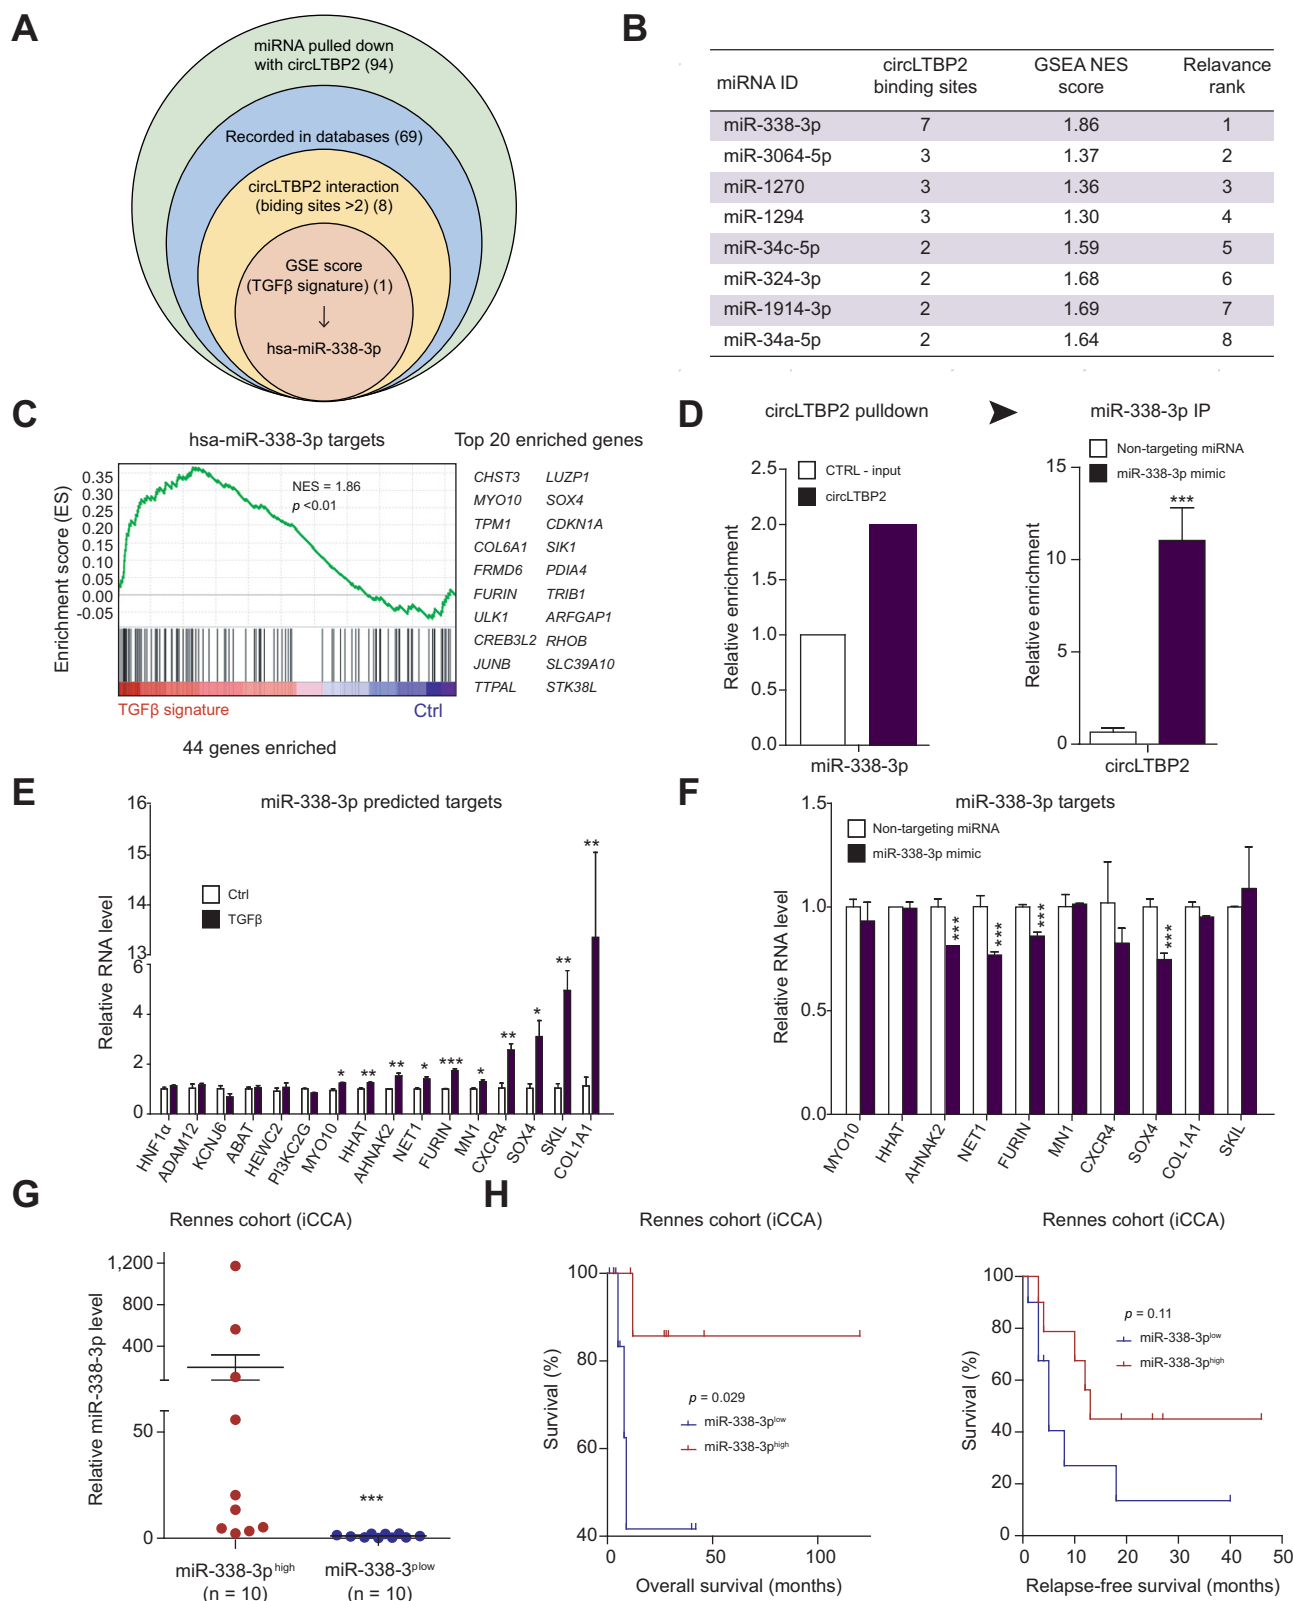 A
miRNA pulled down
with circLTBP2 (94)
Recorded in databases (69)
circLTBP2 interaction
(biding sites >2) (8)
GSE score
(TGFβ signature) (1)
↓
hsa-miR-338-3p
B
miRNA ID circLTBP2 binding sites GSEA NES score Relavance rank
miR-338-3p 7 1.86 1
miR-3064-5p 3 1.37 2
miR-1270 3 1.36 3
miR-1294 3 1.30 4
miR-34c-5p 2 1.59 5
miR-324-3p 2 1.68 6
miR-1914-3p 2 1.69 7
miR-34a-5p 2 1.64 8
C
hsa-miR-338-3p targets
Enrichment score (ES)
0.35
0.25
0.20
0.15
0.10
0.05
0.00
-0.05
NES = 1.86
p <0.01
TGFβ signature
Ctrl
44 genes enriched
Top 20 enriched genes
CHST3 LUZP1
MYO10 SOX4
TPM1 CDKN1A
COL6A1 SIK1
FRMD6 PDIA4
FURIN TRIB1
ULK1 ARFGAP1
CREB3L2 RHOB
JUNB SLC39A10
TTPAL STK38L
D
circLTBP2 pulldown
Relative enrichment
2.5
2.0
1.5
1.0
0.5
0.0
CTRL - input
circLTBP2
miR-338-3p
miR-338-3p IP
Non-targeting miRNA
miR-338-3p mimic
Relative enrichment
15
10
5
0
***
circLTBP2
E
miR-338-3p predicted targets
Relative RNA level
16
15
14
13
6
4
2
0
Ctrl
TGFβ
* ** ** * *** * ** * ** **
HNF1α
ADAM12
KCNJ6
ABAT
HEWC2
PI3KC2G
MYO10
HHAT
AHNAK2
NET1
FURIN
MN1
CXCR4
SOX4
SKIL
COL1A1
F
miR-338-3p targets
Relative RNA level
1.5
1.0
0.5
0.0
Non-targeting miRNA
miR-338-3p mimic
*** *** *** ***
MYO10
HHAT
AHNAK2
NET1
FURIN
MN1
CXCR4
SOX4
COL1A1
SKIL
G
Rennes cohort (iCCA)
Relative miR-338-3p level
1,200
800
400
50
0
***
miR-338-3p^high
(n = 10)
miR-338-3^plow
(n = 10)
H
Rennes cohort (iCCA)
Survival (%)
100
80
60
40
p = 0.029
miR-338-3p^low
miR-338-3p^high
0 50 100
Overall survival (months)
Rennes cohort (iCCA)
Survival (%)
100
80
60
40
20
0
p = 0.11
miR-338-3p^low
miR-338-3p^high
0 10 20 30 40 50
Relapse-free survival (months)